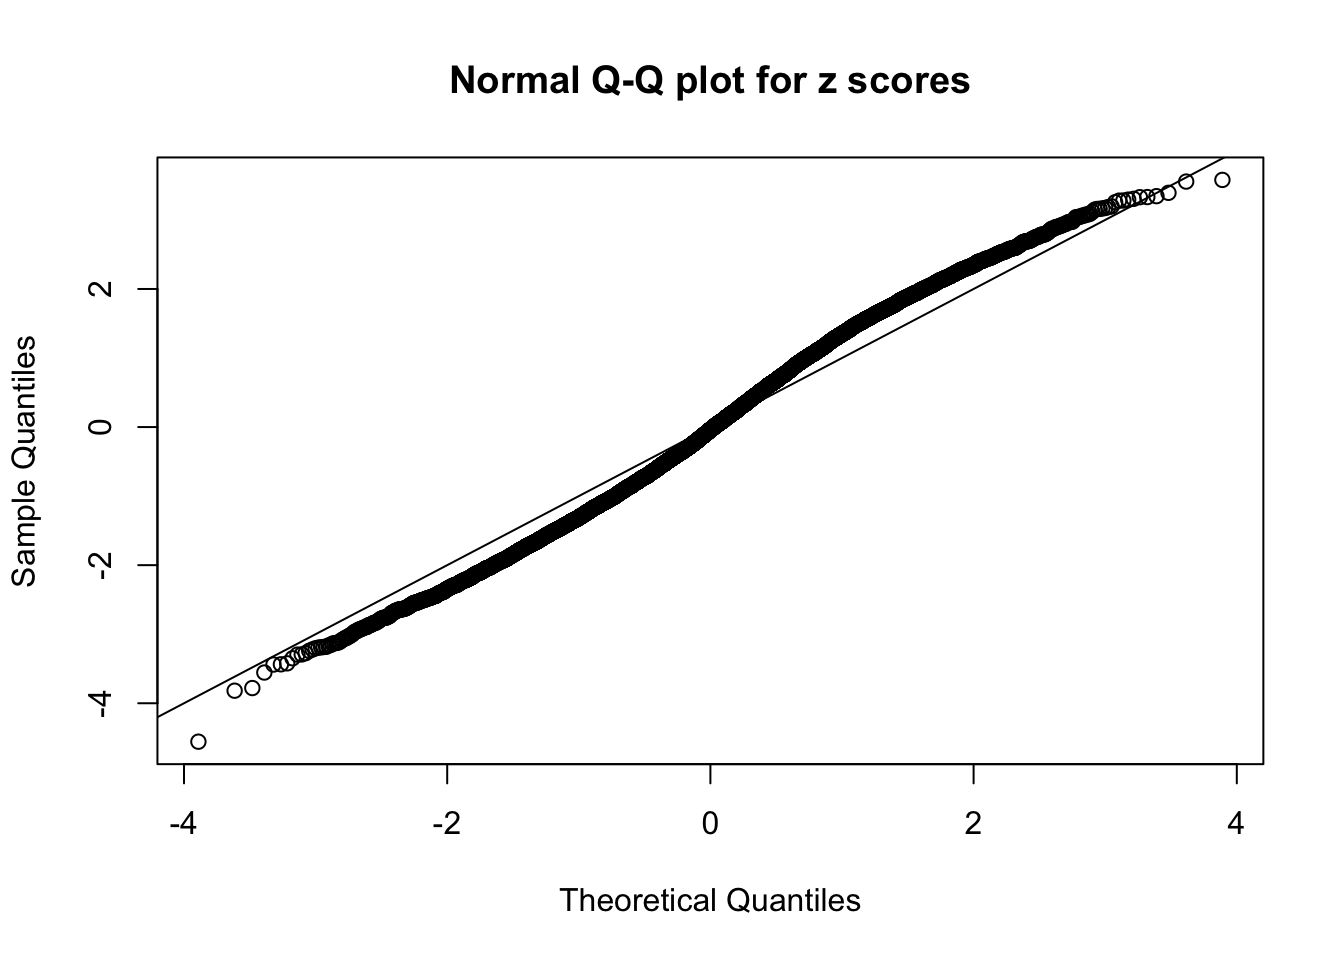 Normal Q-Q plot for z scores
Sample Quantiles
2
0
-2
-4
-4 -2 0 2 4
Theoretical Quantiles